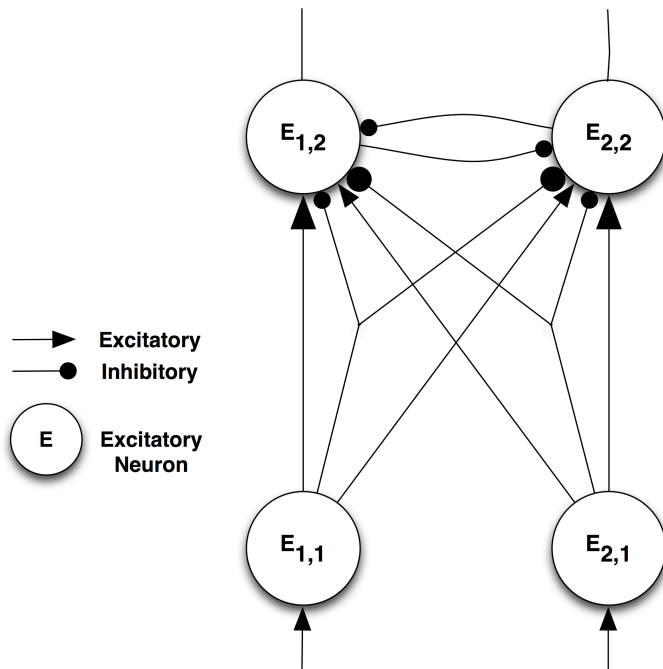 E1,2
E2,2
Excitatory
Inhibitory
E
Excitatory
Neuron
E1,1
E2,1